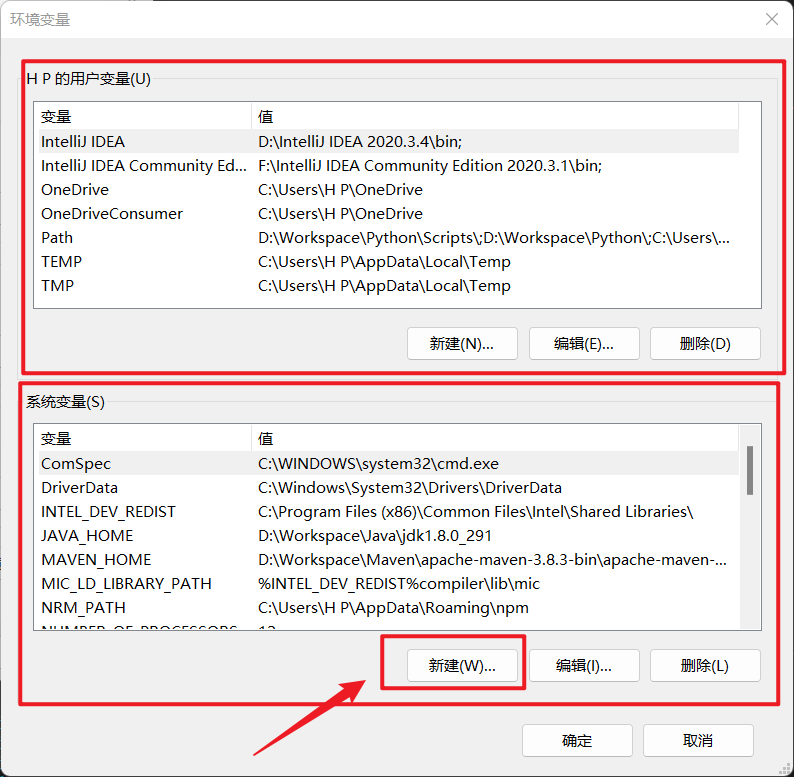 环境变量
H P 的用户变量(U)
变量 值
IntelliJ IDEA D:\IntelliJ IDEA 2020.3.4\bin;
IntelliJ IDEA Community Ed... F:\IntelliJ IDEA Community Edition 2020.3.1\bin;
OneDrive C:\Users\H P\OneDrive
OneDriveConsumer C:\Users\H P\OneDrive
Path D:\Workspace\Python\Scripts\;D:\Workspace\Python\;C:\Users\...
TEMP C:\Users\H P\AppData\Local\Temp
TMP C:\Users\H P\AppData\Local\Temp
新建(N)... 编辑(E)... 删除(D)
系统变量(S)
变量 值
ComSpec C:\WINDOWS\system32\cmd.exe
DriverData C:\Windows\System32\Drivers\DriverData
INTEL_DEV_REDIST C:\Program Files (x86)\Common Files\Intel\Shared Libraries\
JAVA_HOME D:\Workspace\Java\jdk1.8.0_291
MAVEN_HOME D:\Workspace\Maven\apache-maven-3.8.3-bin\apache-maven-...
MIC_LD_LIBRARY_PATH %INTEL_DEV_REDIST%compiler\lib\mic
NRM_PATH C:\Users\H P\AppData\Roaming\npm
NUMBER_OF_PROCESSORS 12
新建(W)... 编辑(I)... 删除(L)
确定 取消